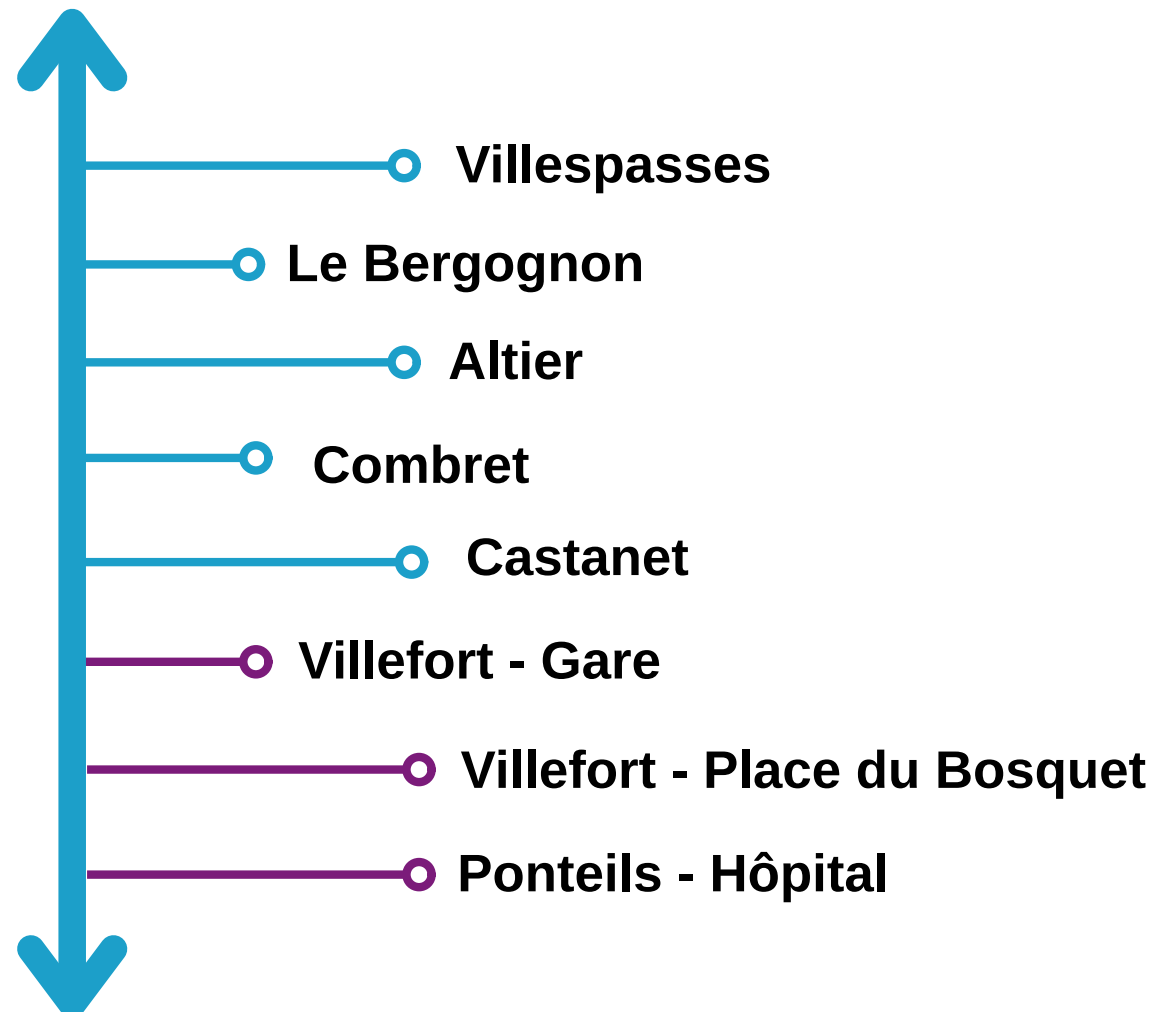 Villespasses
Le Bergognon
Altier
Combret
Castanet
Villefort - Gare
Villefort - Place du Bosquet
Ponteils - Hôpital